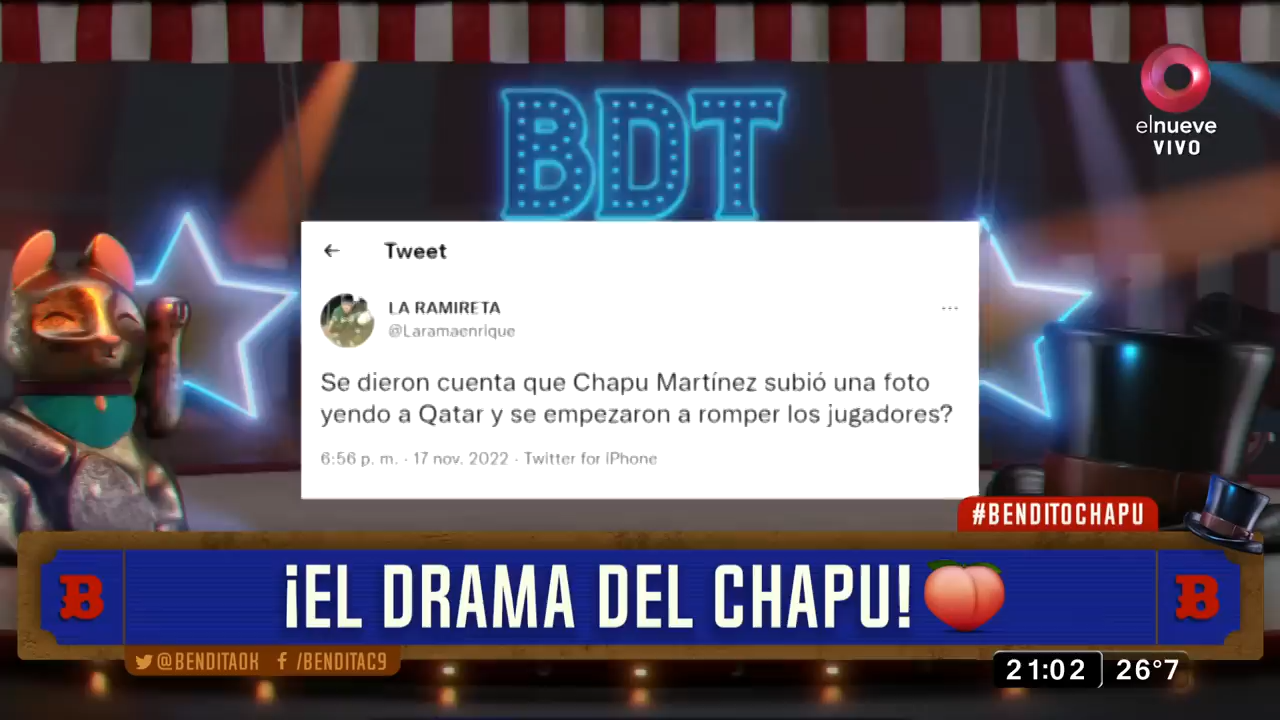 BDT
elnueve
VIVO
← Tweet
LA RAMIRETA
@Laramaenrique
Se dieron cuenta que Chapu Martínez subió una foto
yendo a Qatar y se empezaron a romper los jugadores?
6:56 p. m. · 17 nov. 2022 · Twitter for iPhone
#BENDITOCHAPU
B ¡EL DRAMA DEL CHAPU! B
@BENDITAOK f /BENDITAC9
21:02 26°7